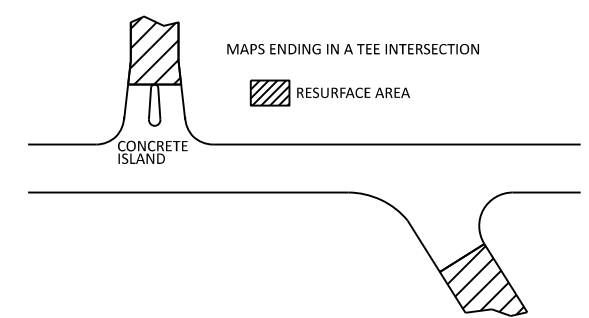 MAPS ENDING IN A TEE INTERSECTION
RESURFACE AREA
CONCRETE
ISLAND